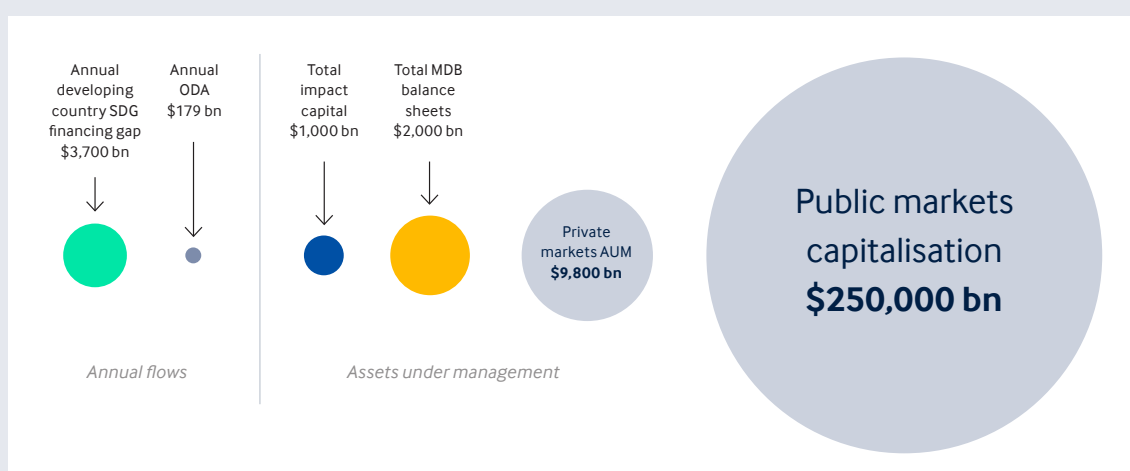 Annual
developing
country SDG
financing gap
$3,700 bn
Annual
ODA
$179 bn
Total
impact
capital
$1,000 bn
Total MDB
balance
sheets
$2,000 bn
Private
markets AUM
$9,800 bn
Public markets
capitalisation
$250,000 bn
Annual flows
Assets under management